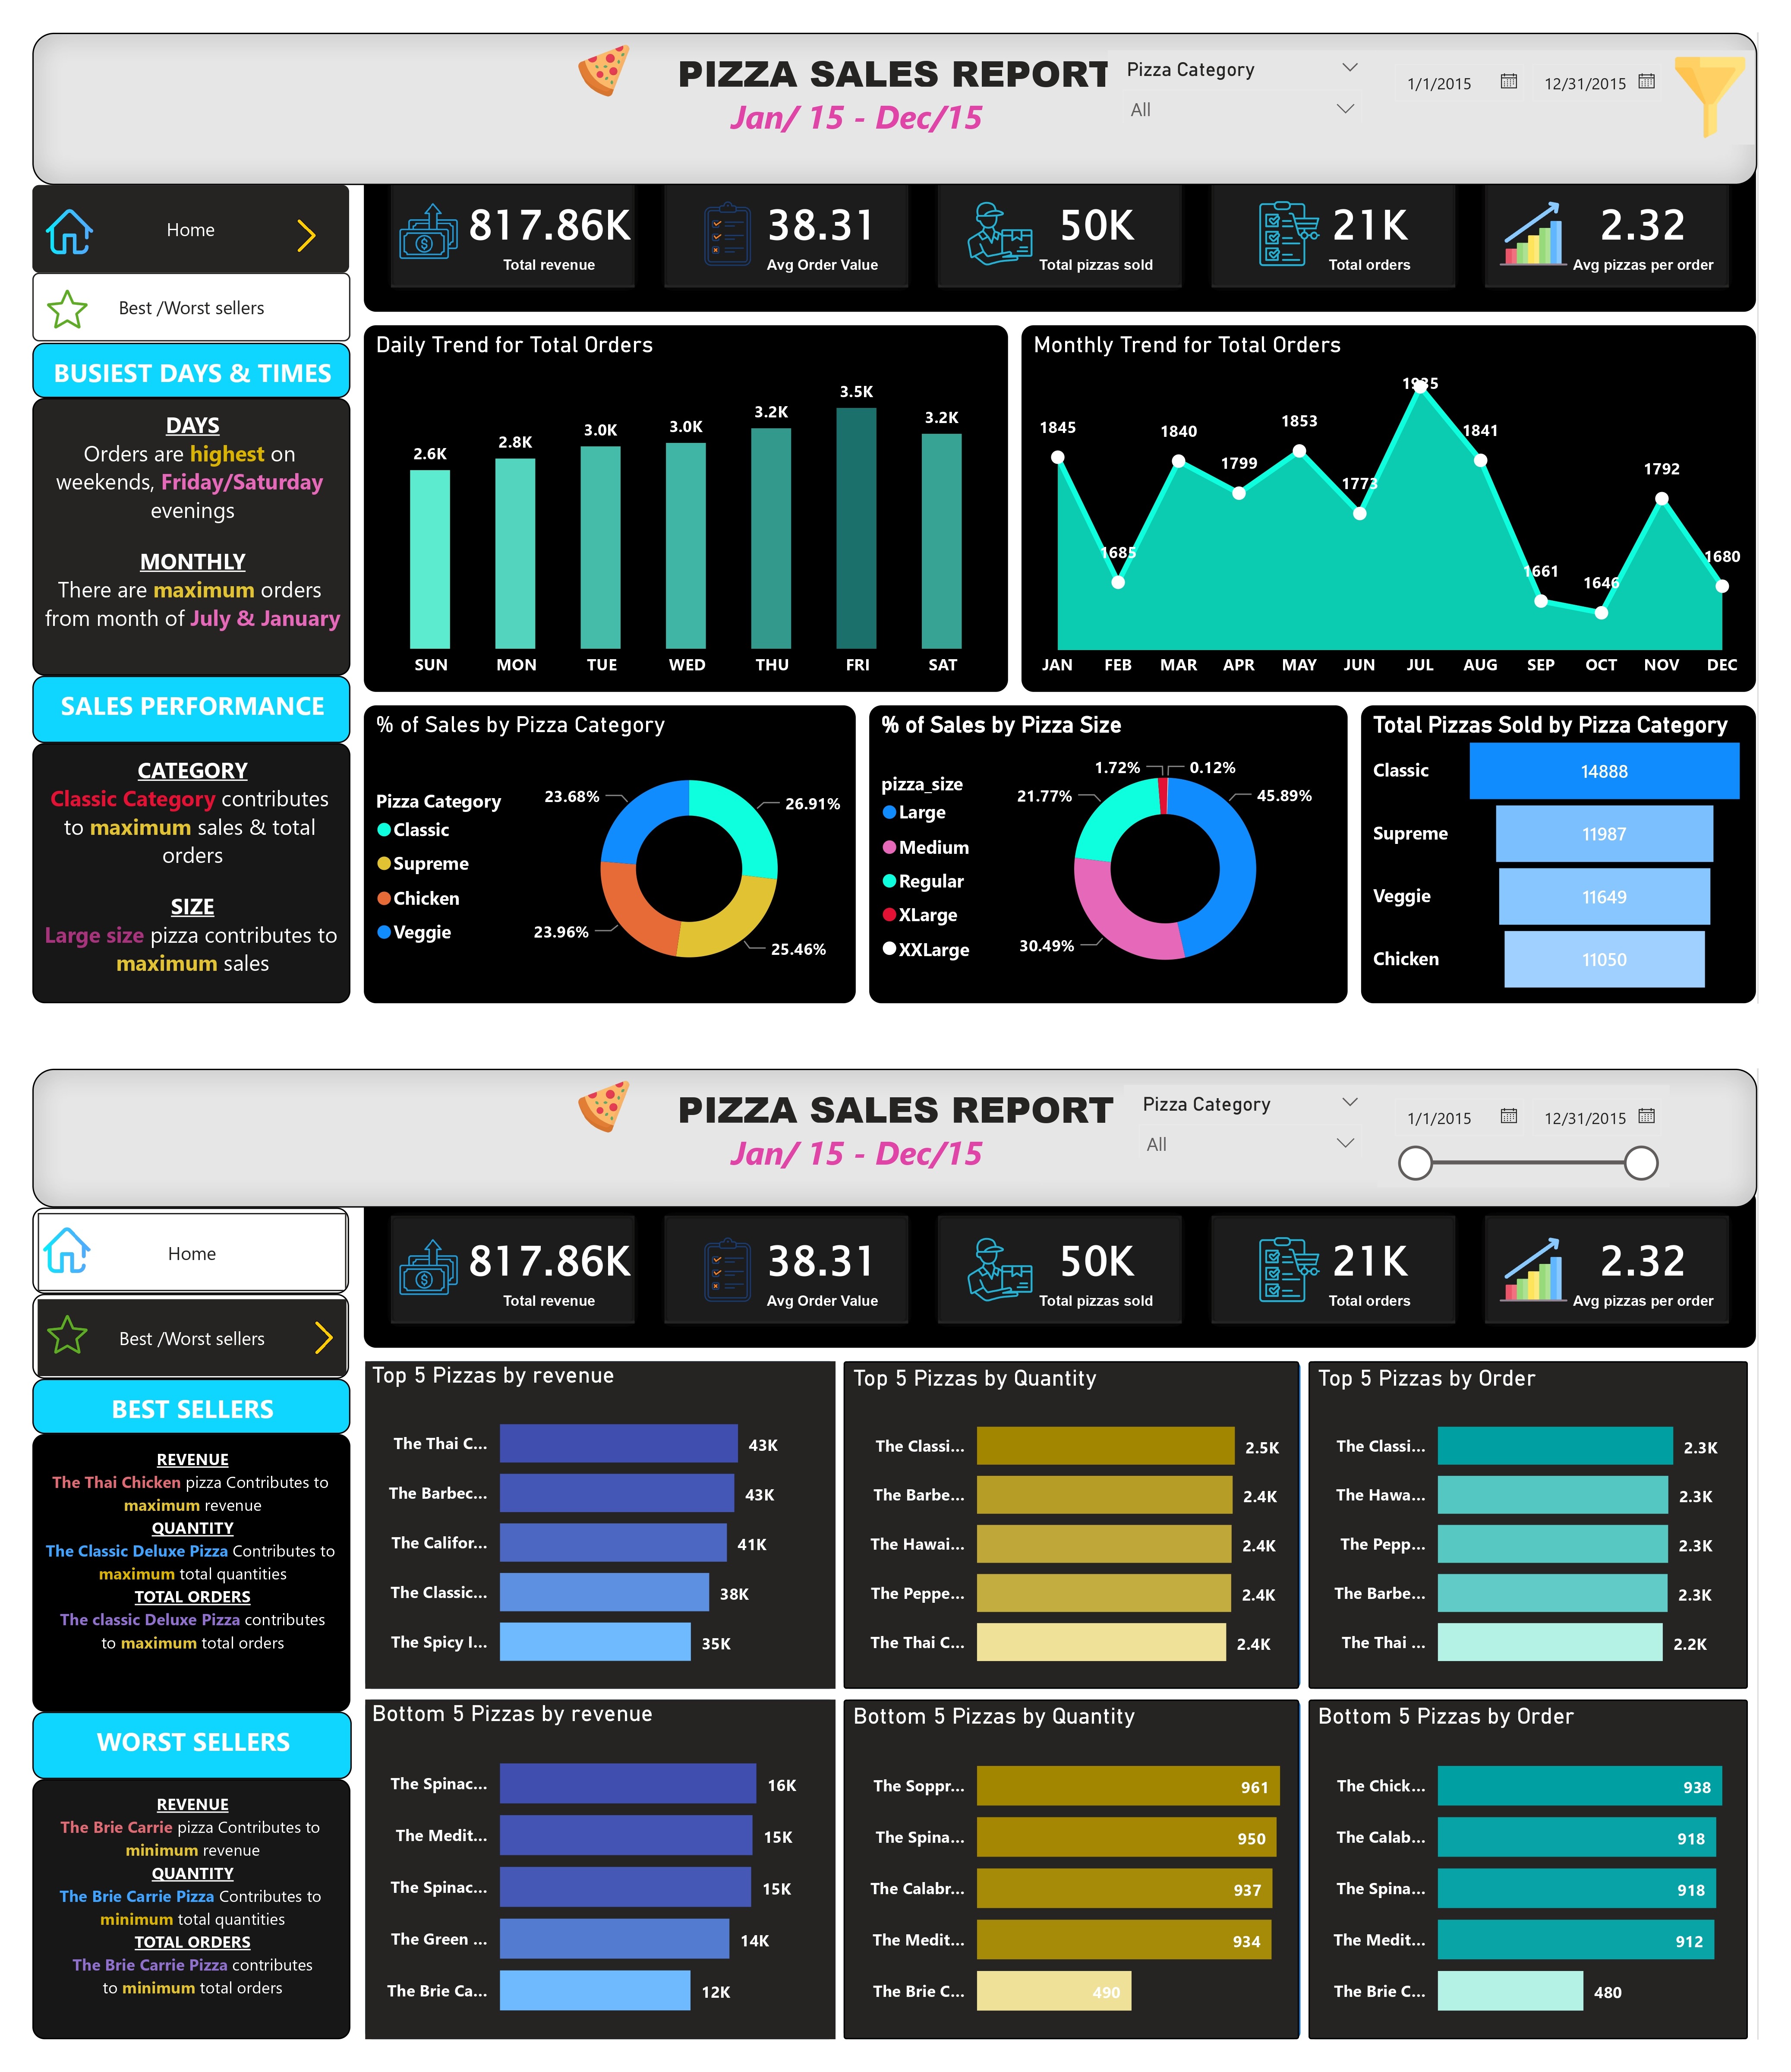 PIZZA SALES REPORT
Jan/ 15 - Dec/15
Pizza Category
All
1/1/2015
12/31/2015
Home
Best /Worst sellers
817.86K
Total revenue
38.31
Avg Order Value
50K
Total pizzas sold
21K
Total orders
2.32
Avg pizzas per order
BUSIEST DAYS & TIMES
DAYS
Orders are highest on
weekends, Friday/Saturday
evenings
MONTHLY
There are maximum orders
from month of July & January
SALES PERFORMANCE
CATEGORY
Classic Category contributes
to maximum sales & total
orders
SIZE
Large size pizza contributes to
maximum sales
Daily Trend for Total Orders
2.6K
2.8K
3.0K
3.0K
3.2K
3.5K
3.2K
SUN MON TUE WED THU FRI SAT
Monthly Trend for Total Orders
1845
1685
1840
1799
1853
1773
1935
1841
1661
1646
1792
1680
JAN FEB MAR APR MAY JUN JUL AUG SEP OCT NOV DEC
% of Sales by Pizza Category
Pizza Category
Classic
Supreme
Chicken
Veggie
23.68%
26.91%
23.96%
25.46%
% of Sales by Pizza Size
pizza_size
Large
Medium
Regular
XLarge
XXLarge
1.72%
0.12%
21.77%
45.89%
30.49%
Total Pizzas Sold by Pizza Category
Classic 14888
Supreme 11987
Veggie 11649
Chicken 11050
PIZZA SALES REPORT
Jan/ 15 - Dec/15
Pizza Category
All
1/1/2015
12/31/2015
Home
Best /Worst sellers
817.86K
Total revenue
38.31
Avg Order Value
50K
Total pizzas sold
21K
Total orders
2.32
Avg pizzas per order
BEST SELLERS
REVENUE
The Thai Chicken pizza Contributes to
maximum revenue
QUANTITY
The Classic Deluxe Pizza Contributes to
maximum total quantities
TOTAL ORDERS
The classic Deluxe Pizza contributes
to maximum total orders
WORST SELLERS
REVENUE
The Brie Carrie pizza Contributes to
minimum revenue
QUANTITY
The Brie Carrie Pizza Contributes to
minimum total quantities
TOTAL ORDERS
The Brie Carrie Pizza contributes
to minimum total orders
Top 5 Pizzas by revenue
The Thai C... 43K
The Barbec... 43K
The Califor... 41K
The Classic... 38K
The Spicy I... 35K
Top 5 Pizzas by Quantity
The Classi... 2.5K
The Barbe... 2.4K
The Hawai... 2.4K
The Peppe... 2.4K
The Thai C... 2.4K
Top 5 Pizzas by Order
The Classi... 2.3K
The Hawa... 2.3K
The Pepp... 2.3K
The Barbe... 2.3K
The Thai ... 2.2K
Bottom 5 Pizzas by revenue
The Spinac... 16K
The Medit... 15K
The Spinac... 15K
The Green ... 14K
The Brie Ca... 12K
Bottom 5 Pizzas by Quantity
The Soppr... 961
The Spina... 950
The Calabr... 937
The Medit... 934
The Brie C... 490
Bottom 5 Pizzas by Order
The Chick... 938
The Calab... 918
The Spina... 918
The Medit... 912
The Brie C... 480